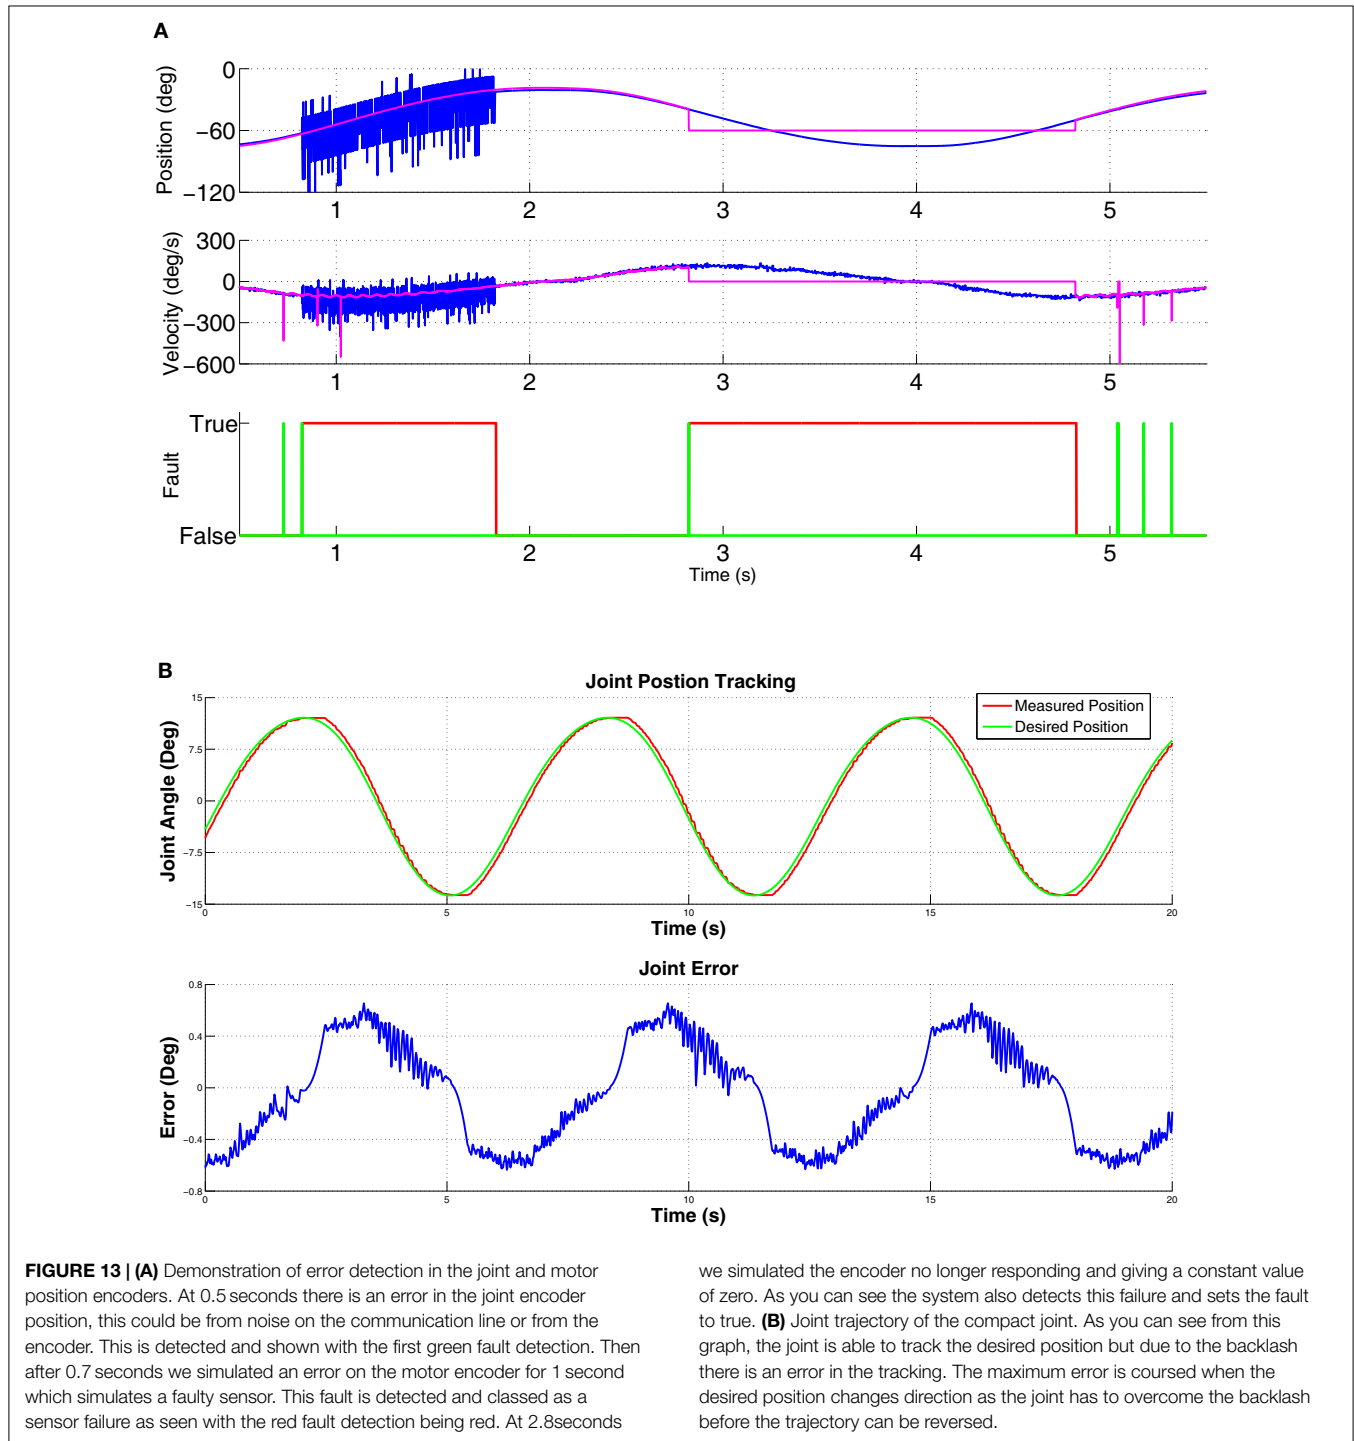 A
Position (deg)
0
−60
−120
1 2 3 4 5
Velocity (deg/s)
300
0
−300
−600
1 2 3 4 5
Fault
True
False
1 2 3 4 5
Time (s)
B
Joint Postion Tracking
Measured Position
Desired Position
Joint Angle (Deg)
15
7.5
0
−7.5
−15
0 5 10 15 20
Time (s)
Joint Error
Error (Deg)
0.8
0.4
0
−0.4
−0.8
0 5 10 15 20
Time (s)
FIGURE 13 | (A) Demonstration of error detection in the joint and motor
position encoders. At 0.5 seconds there is an error in the joint encoder
position, this could be from noise on the communication line or from the
encoder. This is detected and shown with the first green fault detection. Then
after 0.7 seconds we simulated an error on the motor encoder for 1 second
which simulates a faulty sensor. This fault is detected and classed as a
sensor failure as seen with the red fault detection being red. At 2.8seconds
we simulated the encoder no longer responding and giving a constant value
of zero. As you can see the system also detects this failure and sets the fault
to true. (B) Joint trajectory of the compact joint. As you can see from this
graph, the joint is able to track the desired position but due to the backlash
there is an error in the tracking. The maximum error is coursed when the
desired position changes direction as the joint has to overcome the backlash
before the trajectory can be reversed.